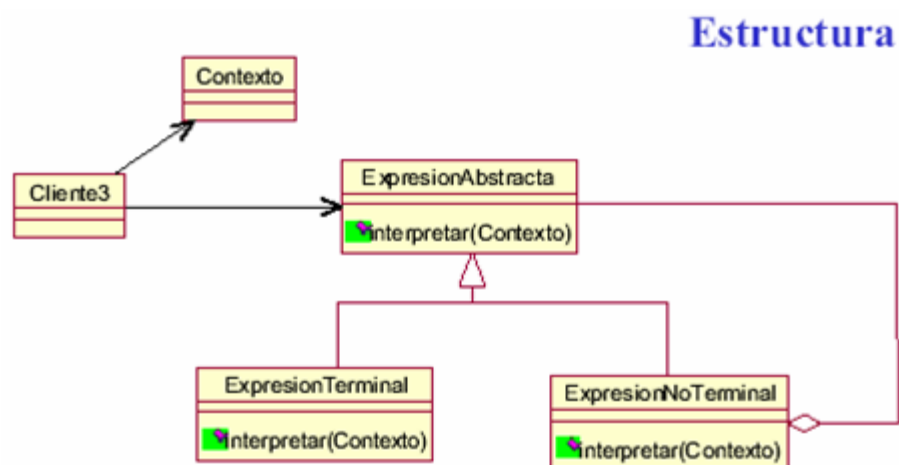 Estructura
Contexto
Cliente3
ExpresionAbstracta
interpretar(Contexto)
ExpresionTerminal
interpretar(Contexto)
ExpresionNoTerminal
interpretar(Contexto)